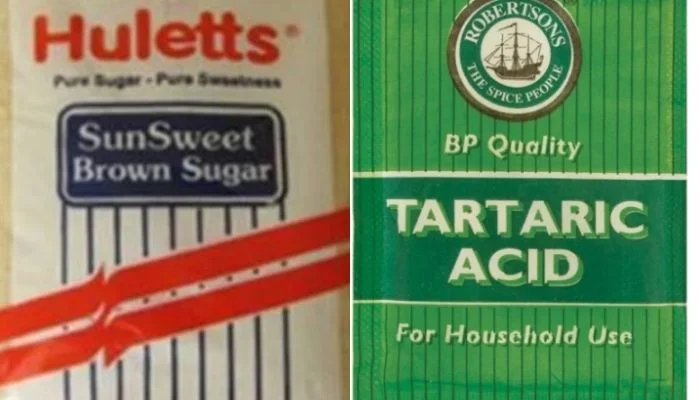 Huletts®
Pure Sugar - Pure Sweetness
SunSweet
Brown Sugar
ROBERTSONS
THE SPICE PEOPLE
BP Quality
TARTARIC
ACID
For Household Use